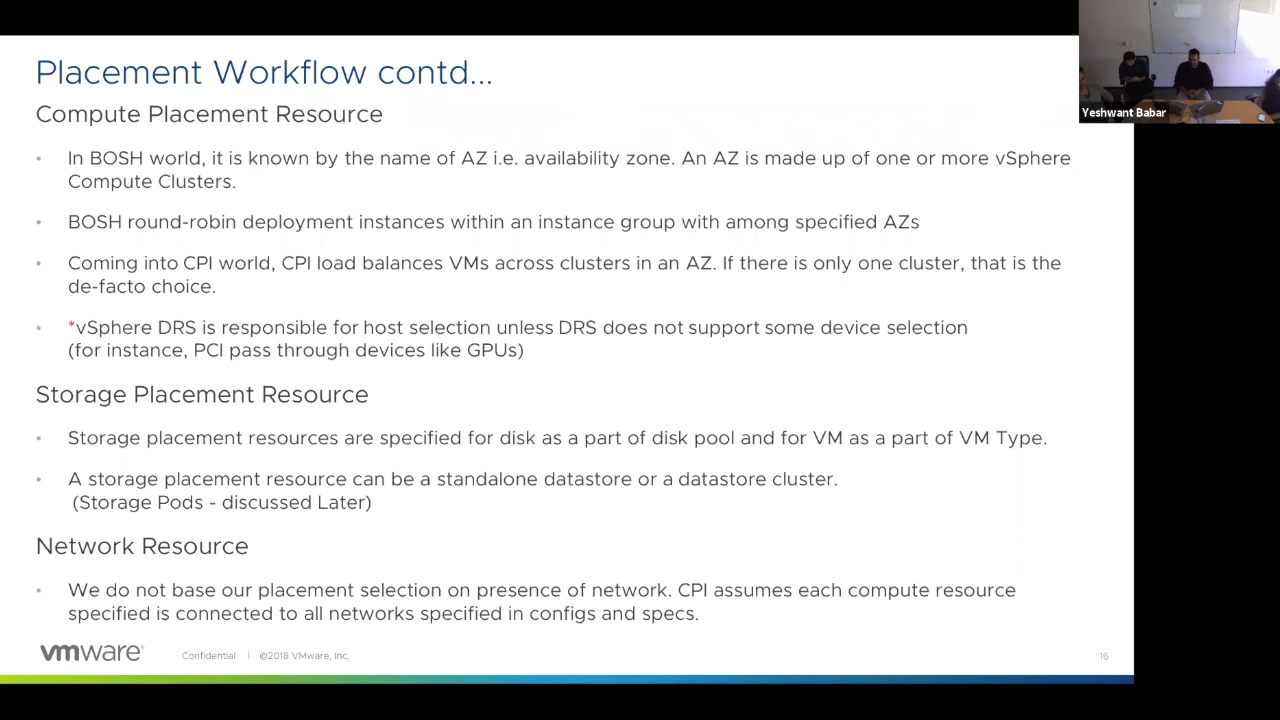 Placement Workflow contd...
Compute Placement Resource
• In BOSH world, it is known by the name of AZ i.e. availability zone. An AZ is made up of one or more vSphere
Compute Clusters.
• BOSH round-robin deployment instances within an instance group with among specified AZs
• Coming into CPI world, CPI load balances VMs across clusters in an AZ. If there is only one cluster, that is the
de-facto choice.
• *vSphere DRS is responsible for host selection unless DRS does not support some device selection
(for instance, PCI pass through devices like GPUs)
Storage Placement Resource
• Storage placement resources are specified for disk as a part of disk pool and for VM as a part of VM Type.
• A storage placement resource can be a standalone datastore or a datastore cluster.
(Storage Pods - discussed Later)
Network Resource
• We do not base our placement selection on presence of network. CPI assumes each compute resource
specified is connected to all networks specified in configs and specs.
vmware® Confidential | ©2018 VMware, Inc. 16
Yeshwant Babar